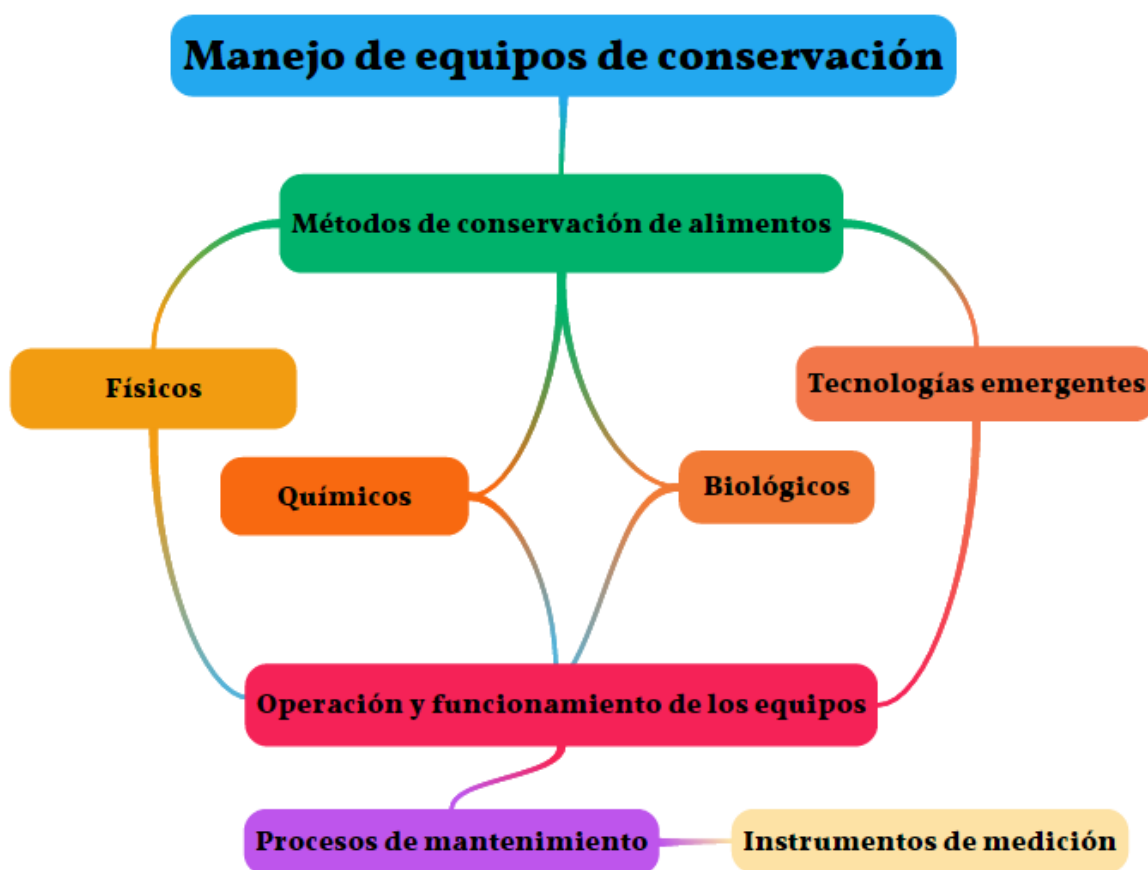 Manejo de equipos de conservación
Métodos de conservación de alimentos
Físicos
Tecnologías emergentes
Químicos
Biológicos
Operación y funcionamiento de los equipos
Procesos de mantenimiento
Instrumentos de medición